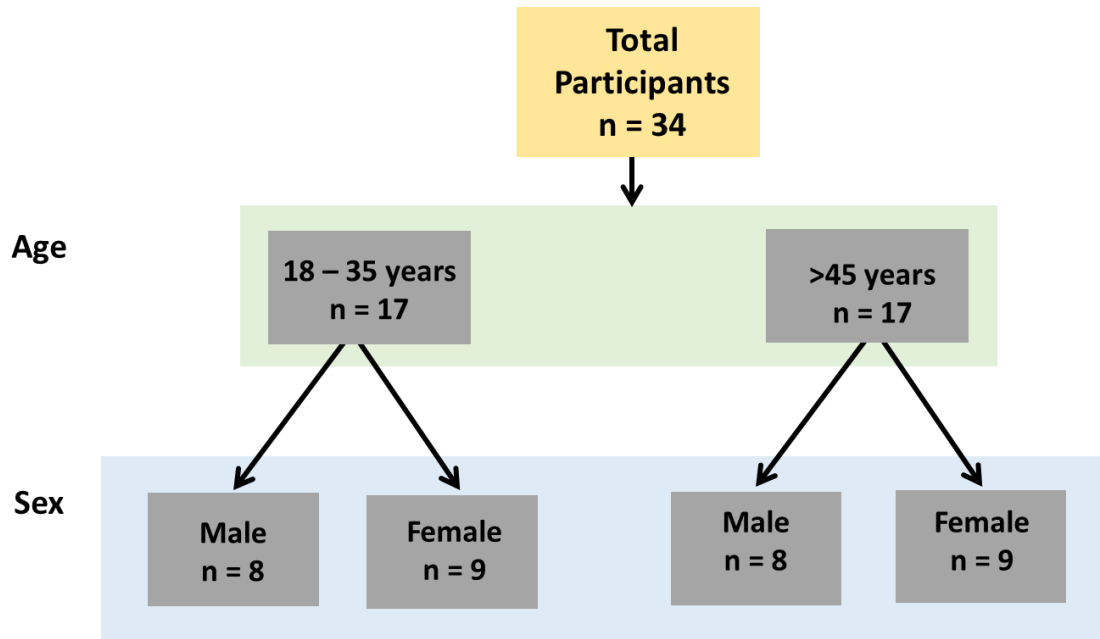 Total
Participants
n = 34
Age
18 – 35 years
n = 17
>45 years
n = 17
Sex
Male
n = 8
Female
n = 9
Male
n = 8
Female
n = 9